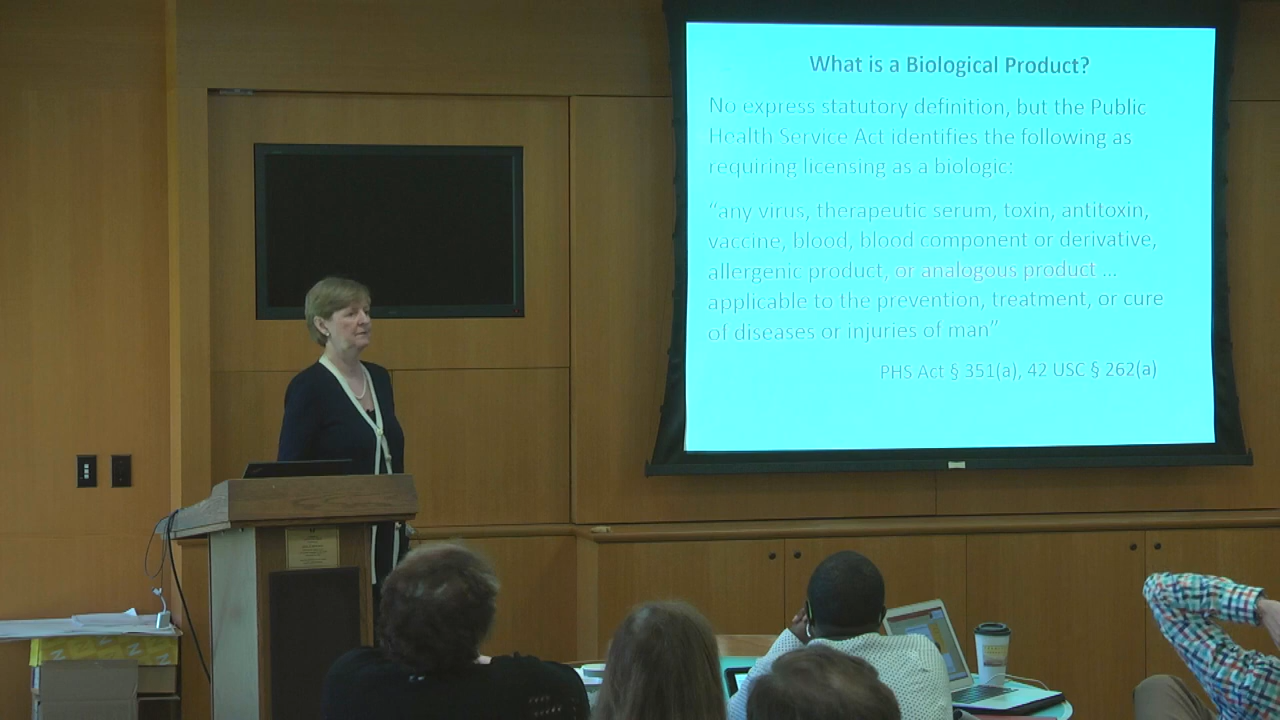 What is a Biological Product?
No express statutory definition, but the Public
Health Service Act identifies the following as
requiring licensing as a biologic:
“any virus, therapeutic serum, toxin, antitoxin,
vaccine, blood, blood component or derivative,
allergenic product, or analogous product ...
applicable to the prevention, treatment, or cure
of diseases or injuries of man”
PHS Act § 351(a), 42 USC § 262(a)